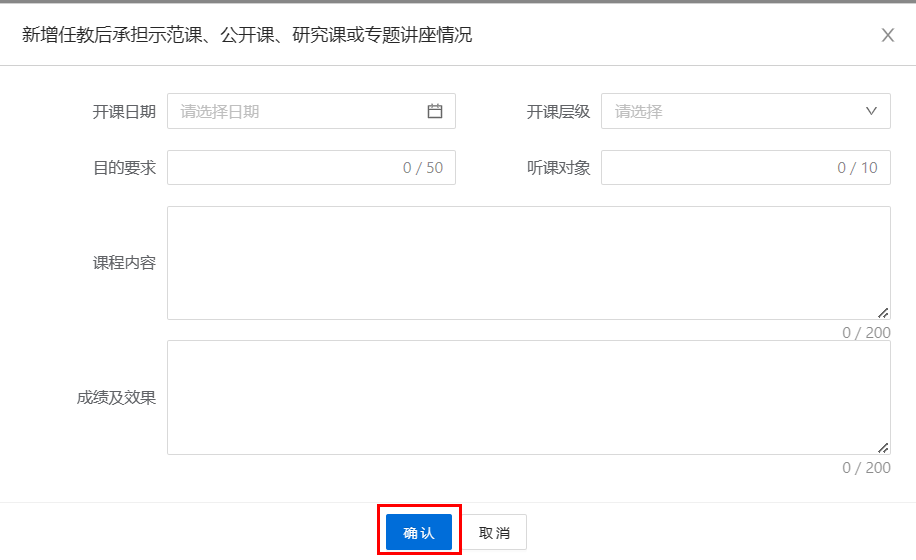 新增任教后承担示范课、公开课、研究课或专题讲座情况
开课日期 请选择日期 开课层级 请选择
目的要求 0 / 50 听课对象 0 / 10
课程内容
0 / 200
成绩及效果
0 / 200
确认 取消